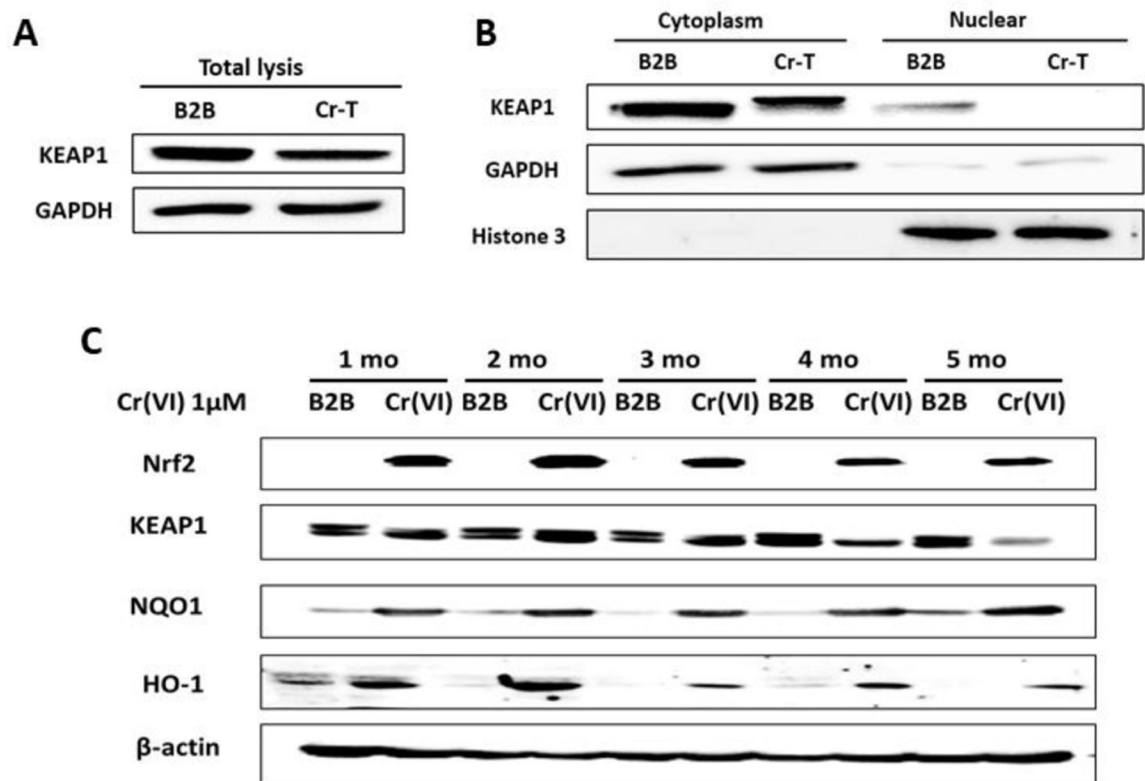 A
Total lysis
B2B Cr-T
KEAP1
GAPDH
B
Cytoplasm Nuclear
B2B Cr-T B2B Cr-T
KEAP1
GAPDH
Histone 3
C
1 mo 2 mo 3 mo 4 mo 5 mo
Cr(VI) 1μM B2B Cr(VI) B2B Cr(VI) B2B Cr(VI) B2B Cr(VI) B2B Cr(VI)
Nrf2
KEAP1
NQO1
HO-1
β-actin